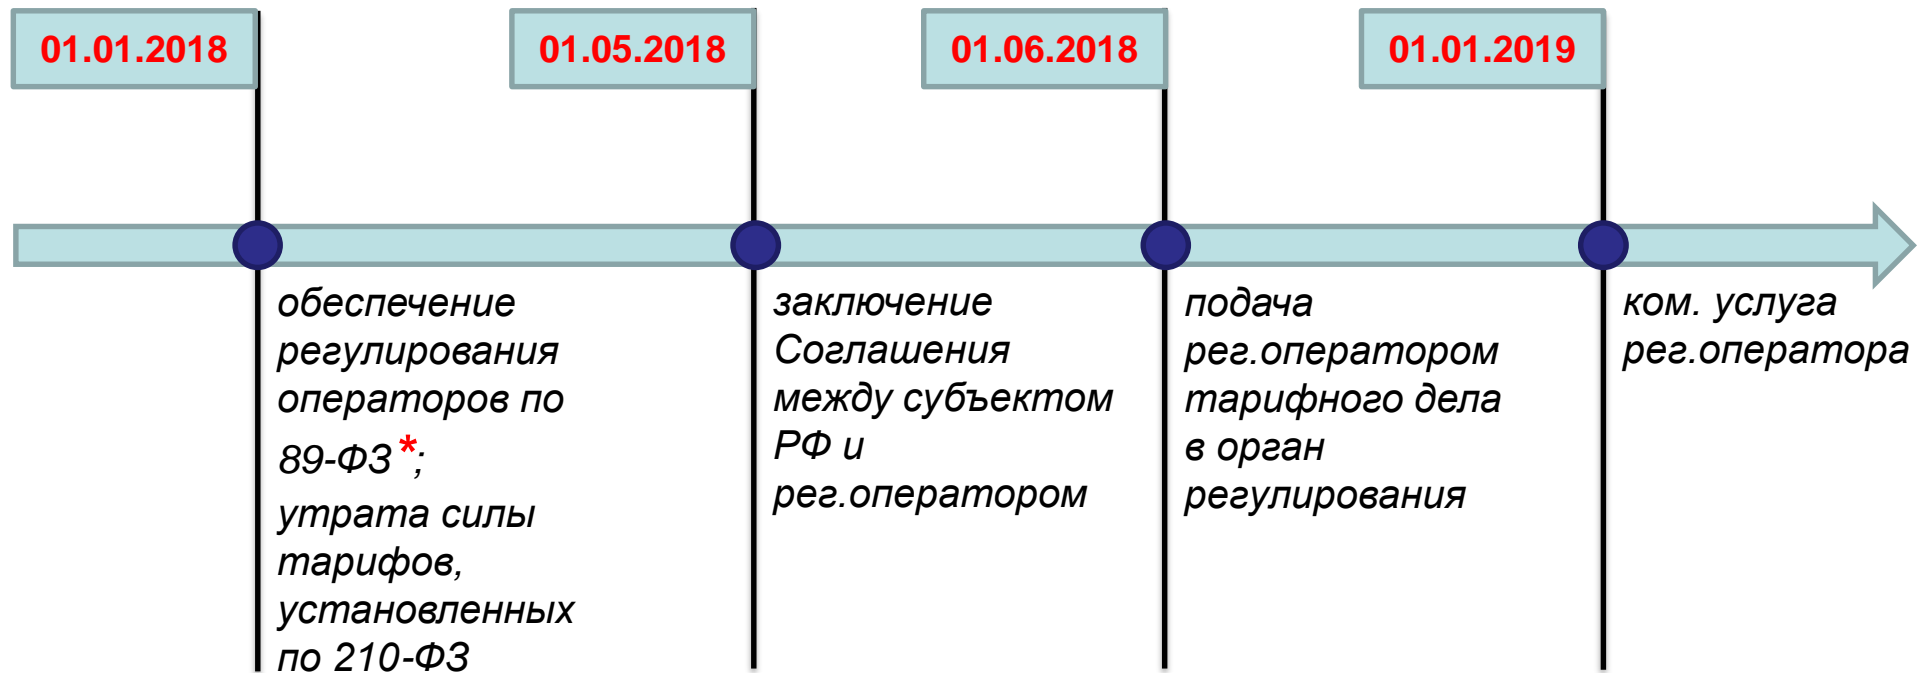 01.01.2018
01.05.2018
01.06.2018
01.01.2019
обеспечение
регулирования
операторов по
89-ФЗ*;
утрата силы
тарифов,
установленных
по 210-ФЗ
заключение
Соглашения
между субъектом
РФ и
рег.оператором
подача
рег.оператором
тарифного дела
в орган
регулирования
ком. услуга
рег.оператора